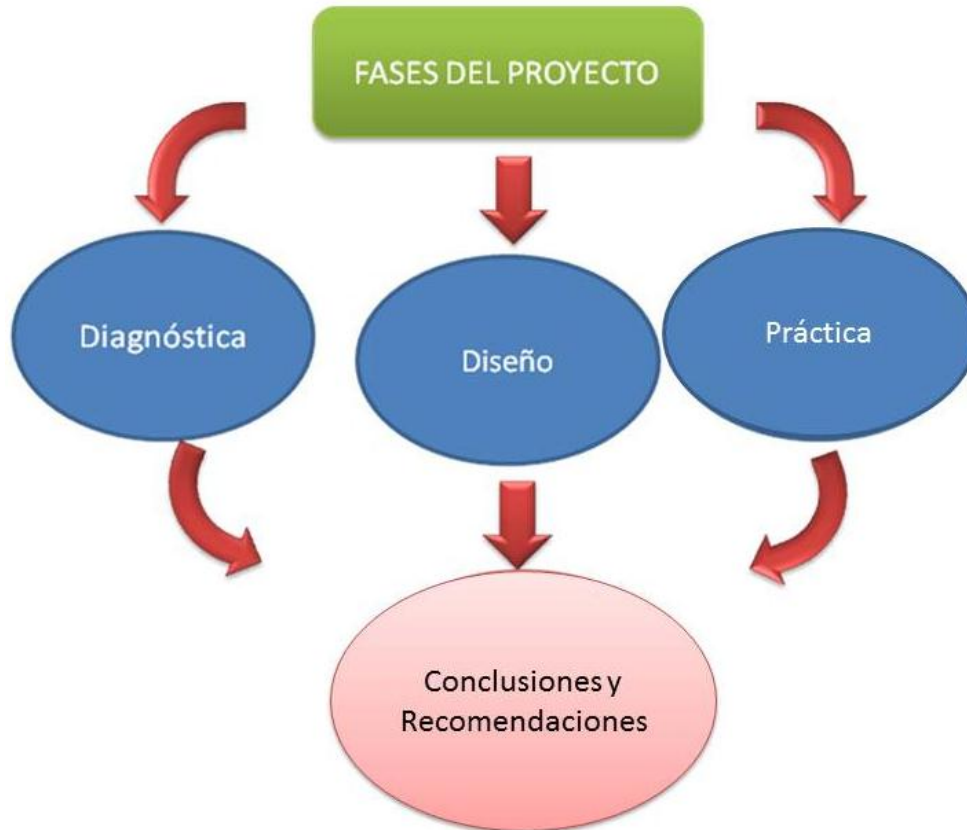 FASES DEL PROYECTO
Diagnóstica
Diseño
Práctica
Conclusiones y
Recomendaciones